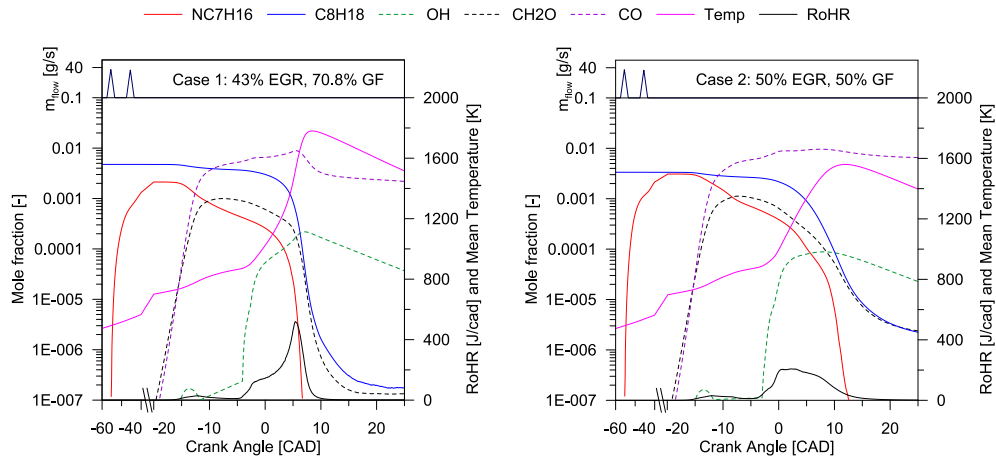 NC7H16 C8H18 OH CH2O CO Temp RoHR
mflow [g/s]
40
0.1
0.01
0.001
0.0001
1E-005
1E-006
1E-007
Mole fraction [-]
Case 1: 43% EGR, 70.8% GF
2000
1600
1200
800
400
0
RoHR [J/cad] and Mean Temperature [K]
-60 -40 -20 -10 0 10 20
Crank Angle [CAD]
mflow [g/s]
40
0.1
0.01
0.001
0.0001
1E-005
1E-006
1E-007
Mole fraction [-]
Case 2: 50% EGR, 50% GF
2000
1600
1200
800
400
0
RoHR [J/cad] and Mean Temperature [K]
-60 -40 -20 -10 0 10 20
Crank Angle [CAD]